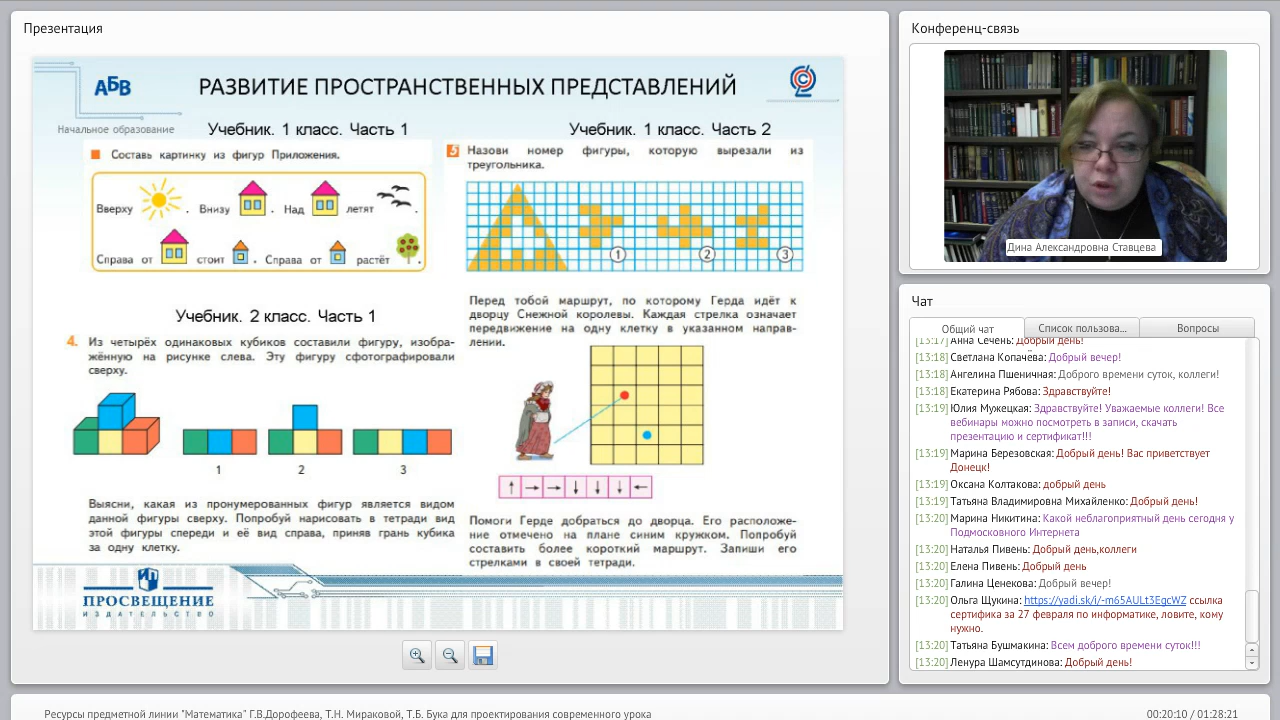 Презентация
АБВ
Начальное образование
РАЗВИТИЕ ПРОСТРАНСТВЕННЫХ ПРЕДСТАВЛЕНИЙ
Учебник. 1 класс. Часть 1
Составь картинку из фигур Приложения.
Вверху . Внизу . Над летят .
Справа от стоит . Справа от растёт .
Учебник. 2 класс. Часть 1
4. Из четырёх одинаковых кубиков составили фигуру, изобра-
жённую на рисунке слева. Эту фигуру сфотографировали
сверху.
1 2 3
Выясни, какая из пронумерованных фигур является видом
данной фигуры сверху. Попробуй нарисовать в тетради вид
этой фигуры спереди и её вид справа, приняв грань кубика
за одну клетку.
Учебник. 1 класс. Часть 2
5 Назови номер фигуры, которую вырезали из
треугольника.
1 2 3
Перед тобой маршрут, по которому Герда идёт к
дворцу Снежной королевы. Каждая стрелка означает
передвижение на одну клетку в указанном направ-
лении.
↑ → → ↓ ↓ ↓ ←
Помоги Герде добраться до дворца. Его расположе-
ние отмечено на плане синим кружком. Попробуй
составить более короткий маршрут. Запиши его
стрелками в своей тетради.
ПРОСВЕЩЕНИЕ
ИЗДАТЕЛЬСТВО
Конференц-связь
Дина Александровна Ставцева
Чат
Общий чат
Список пользова...
Вопросы
[13:17] Анна Сечень: Добрый день!
[13:18] Светлана Копачёва: Добрый вечер!
[13:18] Ангелина Пшеничная: Доброго времени суток, коллеги!
[13:18] Екатерина Рябова: Здравствуйте!
[13:19] Юлия Мужецкая: Здравствуйте! Уважаемые коллеги! Все
вебинары можно посмотреть в записи, скачать
презентацию и сертификат!!!
[13:19] Марина Березовская: Добрый день! Вас приветствует
Донецк!
[13:19] Оксана Колтакова: добрый день
[13:19] Татьяна Владимировна Михайленко: Добрый день!
[13:20] Марина Никитина: Какой неблагоприятный день сегодня у
Подмосковного Интернета
[13:20] Наталья Пивень: Добрый день,коллеги
[13:20] Елена Пивень: Добрый день
[13:20] Галина Ценекова: Добрый вечер!
[13:20] Ольга Щукина: https://yadi.sk/i/-m65AULt3EgcWZ ссылка
сертифика за 27 февраля по информатике, ловите, кому
нужно.
[13:20] Татьяна Бушмакина: Всем доброго времени суток!!!
[13:20] Ленура Шамсутдинова: Добрый день!
Ресурсы предметной линии "Математика" Г.В.Дорофеева, Т.Н. Мираковой, Т.Б. Бука для проектирования современного урока
00:20:10 / 01:28:21